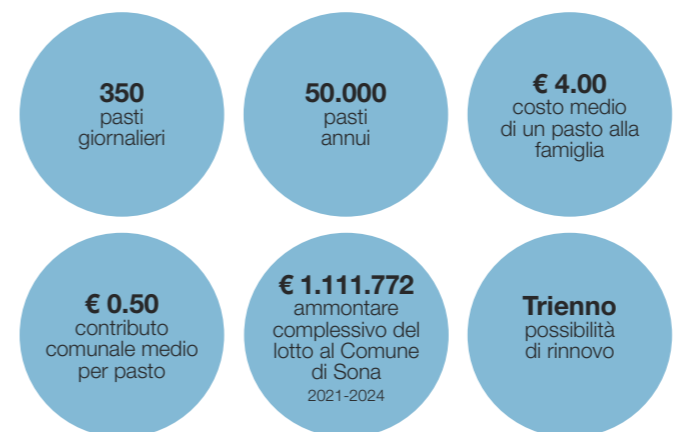 350
pasti
giornalieri
50.000
pasti
annui
€ 4.00
costo medio
di un pasto alla
famiglia
€ 0.50
contributo
comunale medio
per pasto
€ 1.111.772
ammontare
complessivo del
lotto al Comune
di Sona
2021-2024
Trienno
possibilità
di rinnovo